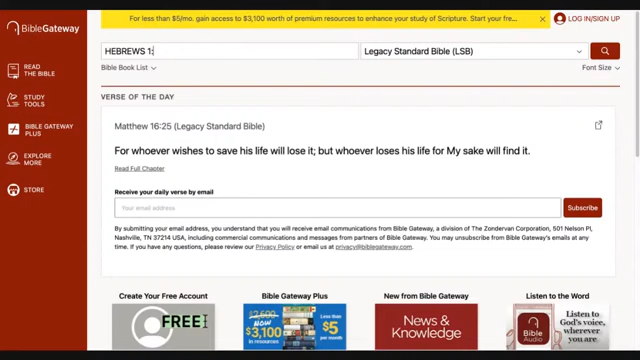 For less than $5/mo. gain access to $3,100 worth of premium resources to enhance your study of Scripture. Start your fre...
LOG IN/SIGN UP
BibleGateway
HEBREWS 1:
Legacy Standard Bible (LSB)
Bible Book List
Font Size
READ
THE BIBLE
STUDY
TOOLS
BIBLE GATEWAY
PLUS
EXPLORE
MORE
STORE
VERSE OF THE DAY
Matthew 16:25 (Legacy Standard Bible)
For whoever wishes to save his life will lose it; but whoever loses his life for My sake will find it.
Read Full Chapter
Receive your daily verse by email
Your email address
Subscribe
By submitting your email address, you understand that you will receive email communications from Bible Gateway, a division of The Zondervan Corporation, 501 Nelson Pl,
Nashville, TN 37214 USA, including commercial communications and messages from partners of Bible Gateway. You may unsubscribe from Bible Gateway's emails at any
time. If you have any questions, please review our Privacy Policy or email us at privacy@biblegateway.com.
Create Your Free Account
Bible Gateway Plus
New from Bible Gateway
Listen to the Word
FREE
$3,600
NOW
$3,100
in resources
Less than
$5
per month
News &
Knowledge
Bible
Audio
Listen to
God's voice,
wherever
you are